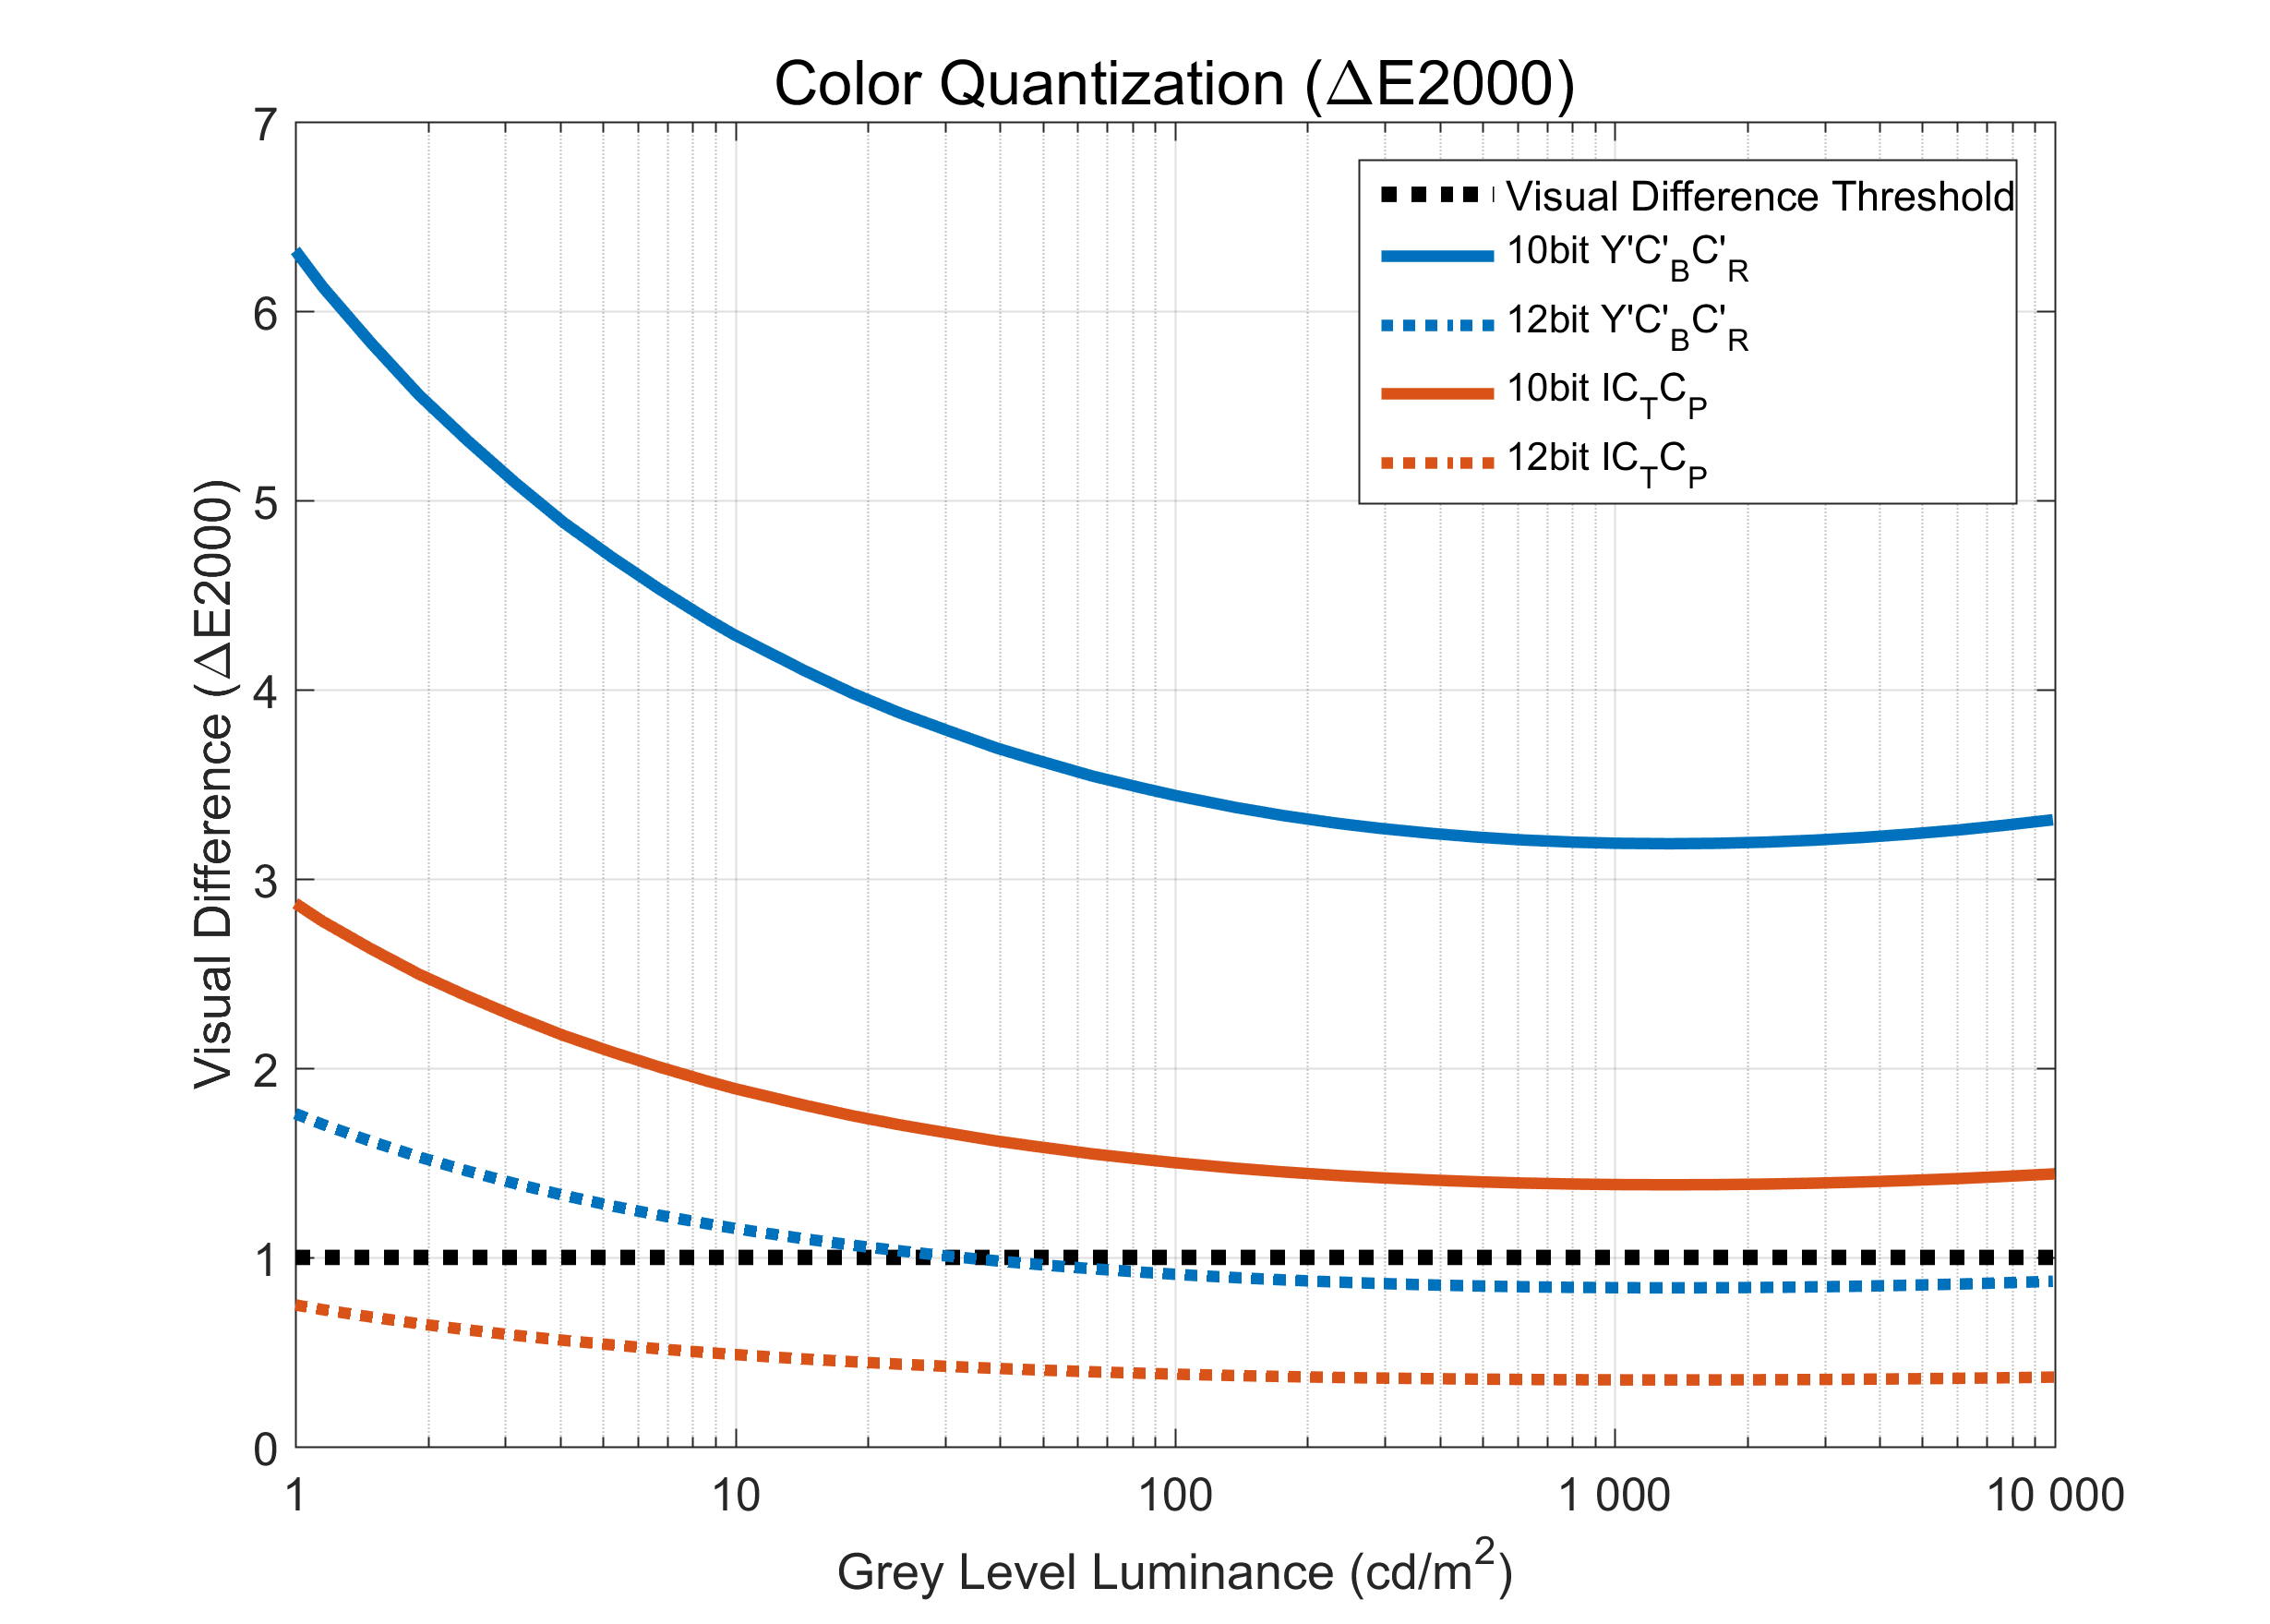 Color Quantization (ΔE2000)
Visual Difference (ΔE2000)
7
6
5
4
3
2
1
0
Visual Difference Threshold
10bit Y'C'BC'R
12bit Y'C'BC'R
10bit ICTCP
12bit ICTCP
1 10 100 1 000 10 000
Grey Level Luminance (cd/m²)